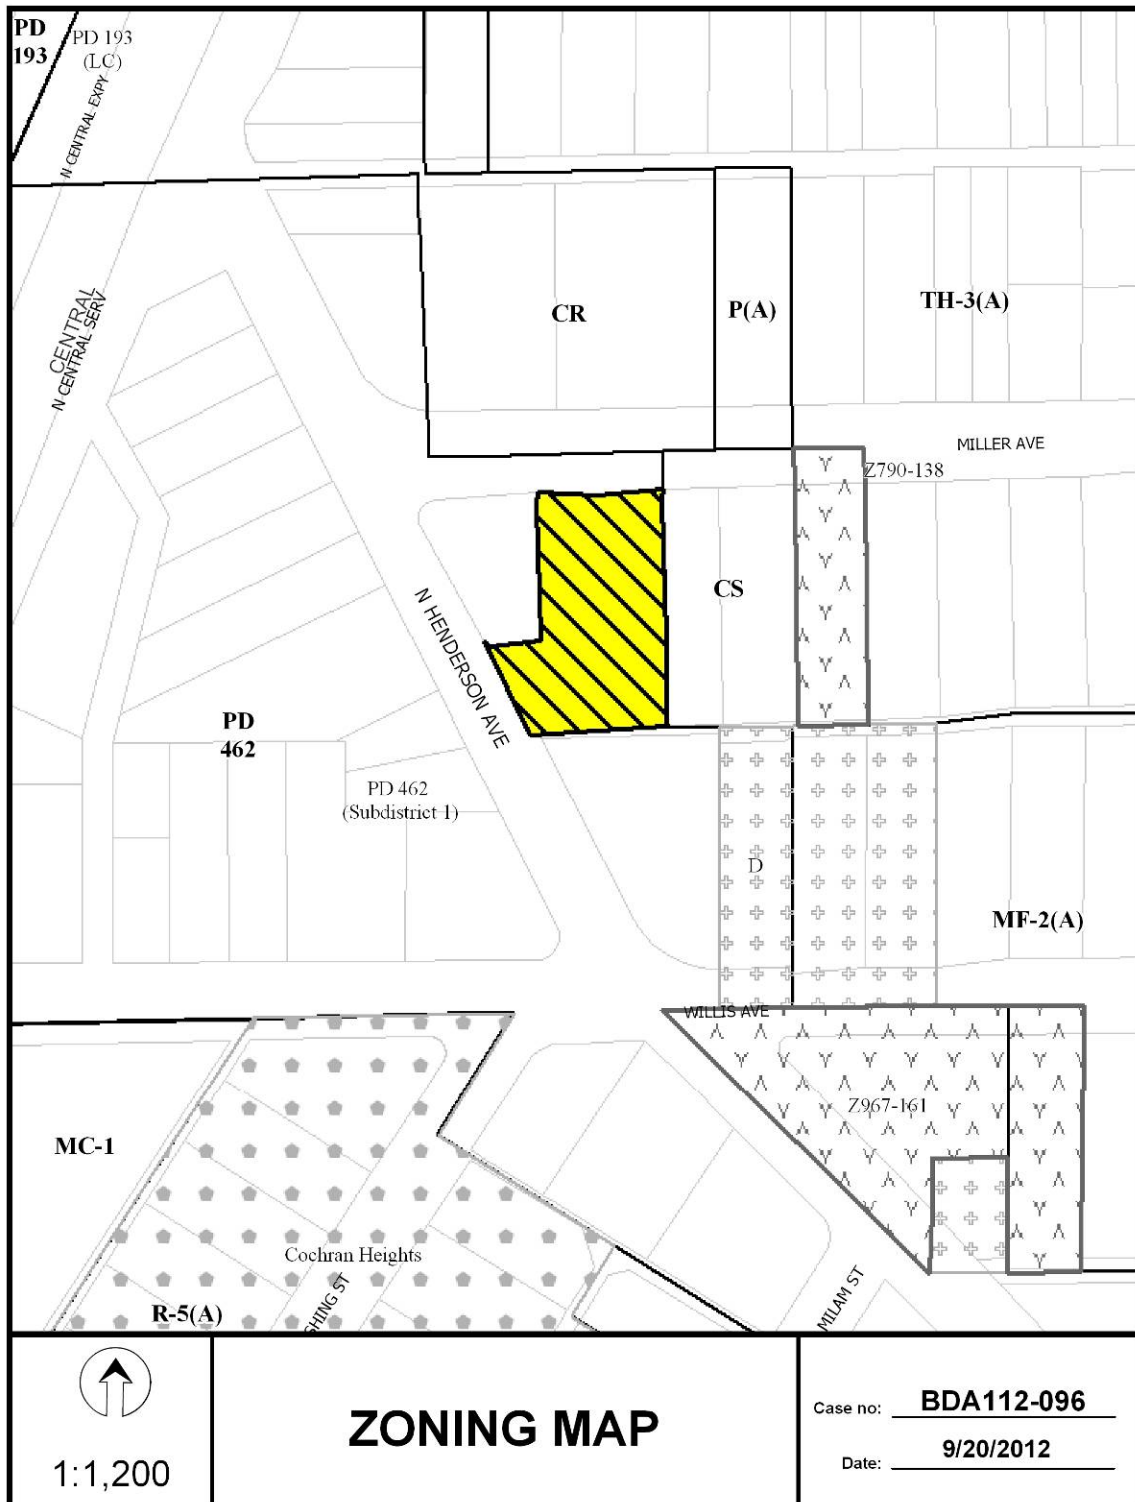 PD
193
PD 193
(LC)
N CENTRAL EXPY
CENTRAL
N CENTRAL SERV
CR
P(A)
TH-3(A)
MILLER AVE
Z790-138
CS
N HENDERSON AVE
PD
462
PD 462
(Subdistrict 1)
D
MF-2(A)
WILLIS AVE
Z967-161
MC-1
Cochran Heights
R-5(A)
SHING ST
MILAM ST
1:1,200
ZONING MAP
Case no: BDA112-096
Date: 9/20/2012